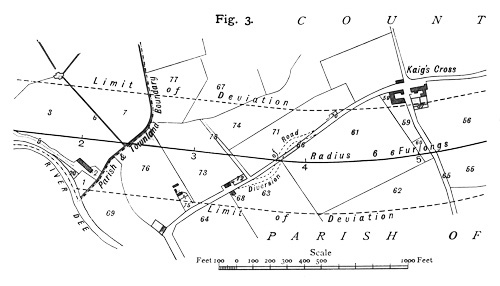 Fig. 3.
C O U N T
Kaig's Cross
Limit of Deviation
Parish & Townland Boundary
77
67
3
6
7
74
71
61
59
56
2
76
3
75
73
Diversion of Road
66
4
Radius 6 6 Furlongs
5
1
RIVER DEE
69
64
68
63
62
65
55
Limit of Deviation
P A R I S H O F
Scale
Feet 100 0 100 200 300 400 500 1000 Feet